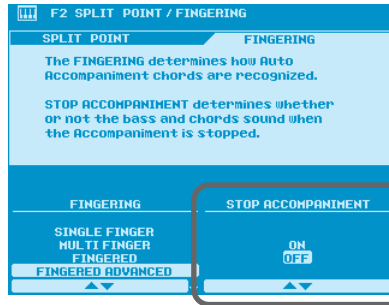 F2 SPLIT POINT / FINGERING
SPLIT POINT FINGERING
The FINGERING determines how Auto
Accompaniment chords are recognized.
STOP ACCOMPANIMENT determines whether
or not the bass and chords sound when
the Accompaniment is stopped.
FINGERING STOP ACCOMPANIMENT
SINGLE FINGER
MULTI FINGER ON
FINGERED OFF
FINGERED ADVANCED